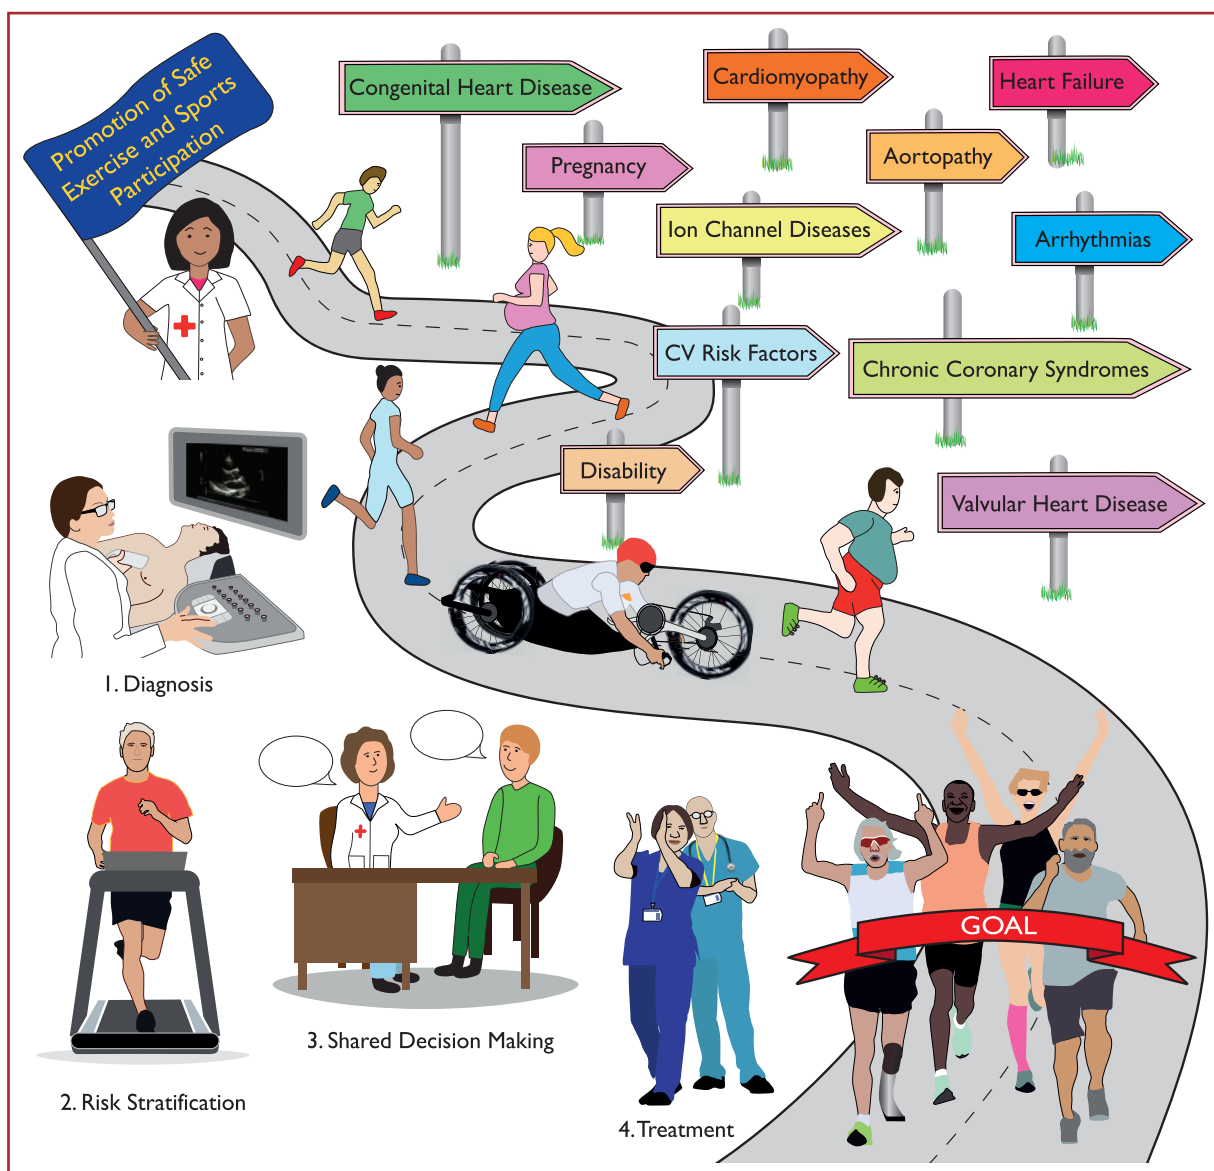 Promotion of Safe
Exercise and Sports
Participation
Congenital Heart Disease
Cardiomyopathy
Heart Failure
Pregnancy
Aortopathy
Ion Channel Diseases
Arrhythmias
CV Risk Factors
Chronic Coronary Syndromes
Disability
Valvular Heart Disease
1. Diagnosis
2. Risk Stratification
3. Shared Decision Making
4. Treatment
GOAL